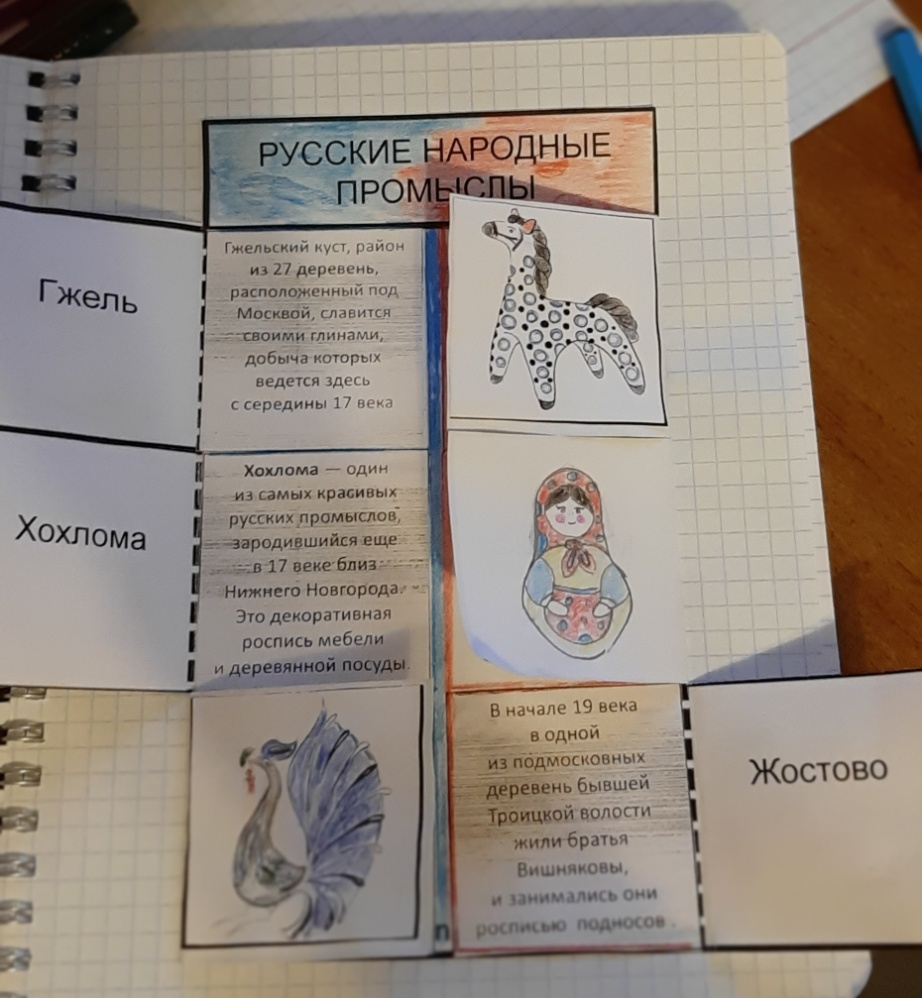 РУССКИЕ НАРОДНЫЕ
ПРОМЫСЛЫ
Гжель
Гжельский куст, район
из 27 деревень,
расположенный под
Москвой, славится
своими глинами,
добыча которых
ведется здесь
с середины 17 века
Хохлома
Хохлома — один
из самых красивых
русских промыслов,
зародившийся еще
в 17 веке близ
Нижнего Новгорода.
Это декоративная
роспись мебели
и деревянной посуды.
В начале 19 века
в одной
из подмосковных
деревень бывшей
Троицкой волости
жили братья
Вишняковы,
и занимались они
росписью подносов.
Жостово